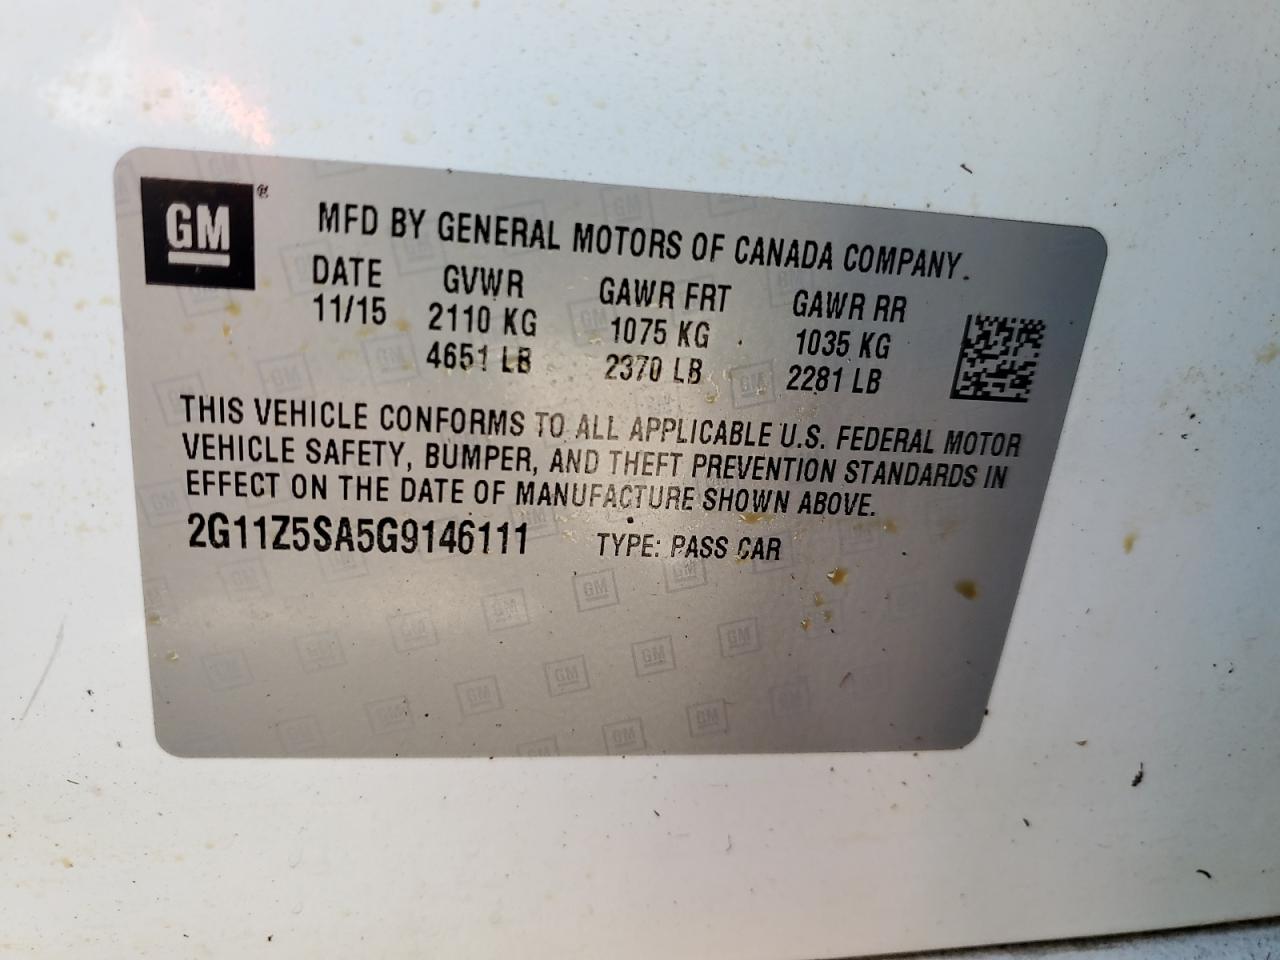 GM ®
MFD BY GENERAL MOTORS OF CANADA COMPANY.
DATE GVWR GAWR FRT GAWR RR
11/15 2110 KG 1075 KG 1035 KG
4651 LB 2370 LB 2281 LB
THIS VEHICLE CONFORMS TO ALL APPLICABLE U.S. FEDERAL MOTOR
VEHICLE SAFETY, BUMPER, AND THEFT PREVENTION STANDARDS IN
EFFECT ON THE DATE OF MANUFACTURE SHOWN ABOVE.
2G11Z5SA5G9146111 TYPE: PASS CAR